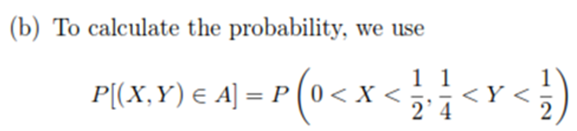 (b) To calculate the probability, we use
P[(X, Y) ∈ A] = P(0 < X < 1/2, 1/4 < Y < 1/2)